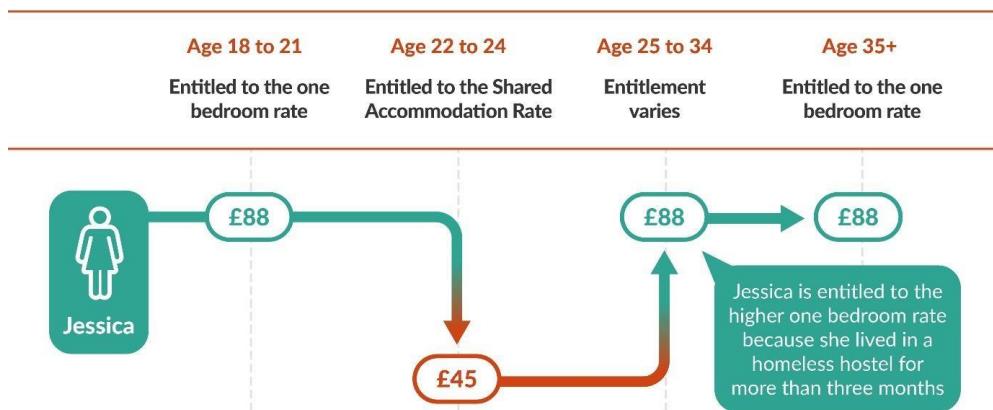 Age 18 to 21
Entitled to the one
bedroom rate
Age 22 to 24
Entitled to the Shared
Accommodation Rate
Age 25 to 34
Entitlement
varies
Age 35+
Entitled to the one
bedroom rate
Jessica
£88
£45
£88
£88
Jessica is entitled to the
higher one bedroom rate
because she lived in a
homeless hostel for
more than three months